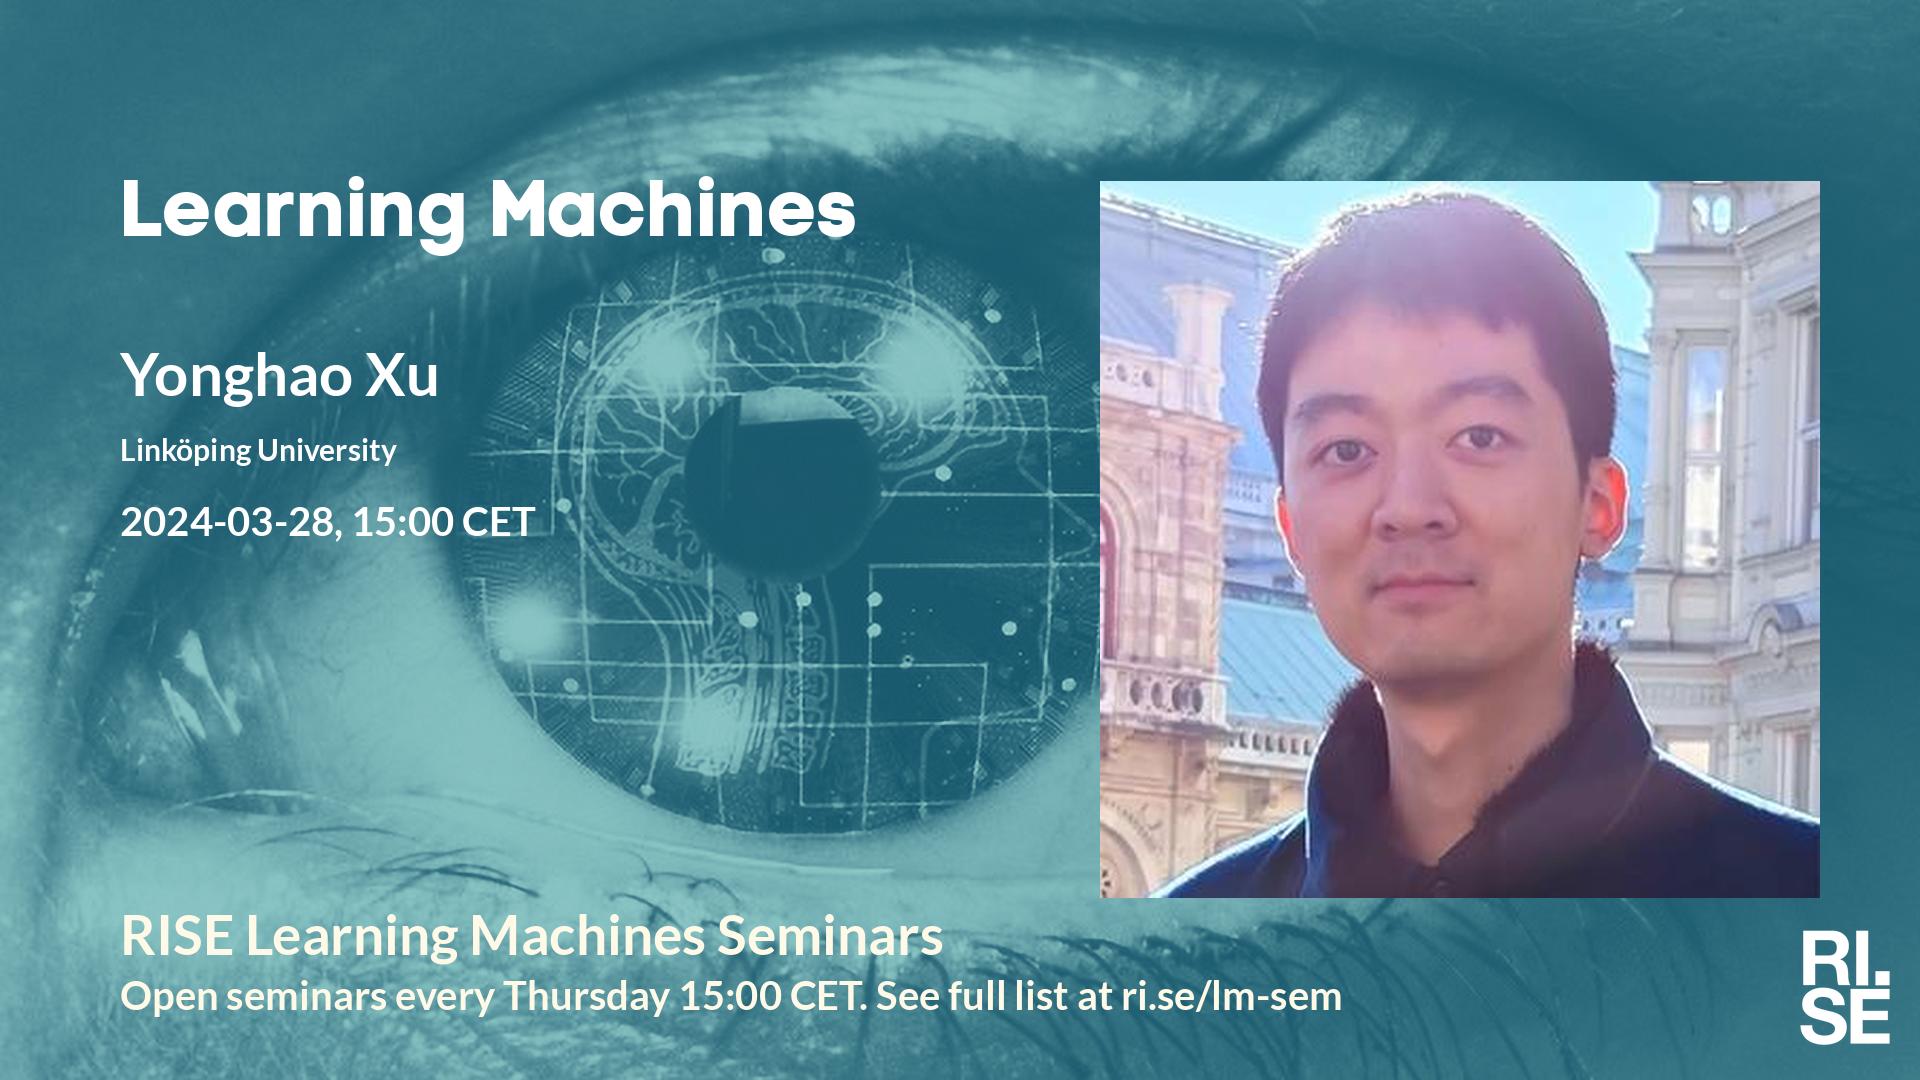 Learning Machines
Yonghao Xu
Linköping University
2024-03-28, 15:00 CET
RISE Learning Machines Seminars
Open seminars every Thursday 15:00 CET. See full list at ri.se/lm-sem
RI.
SE